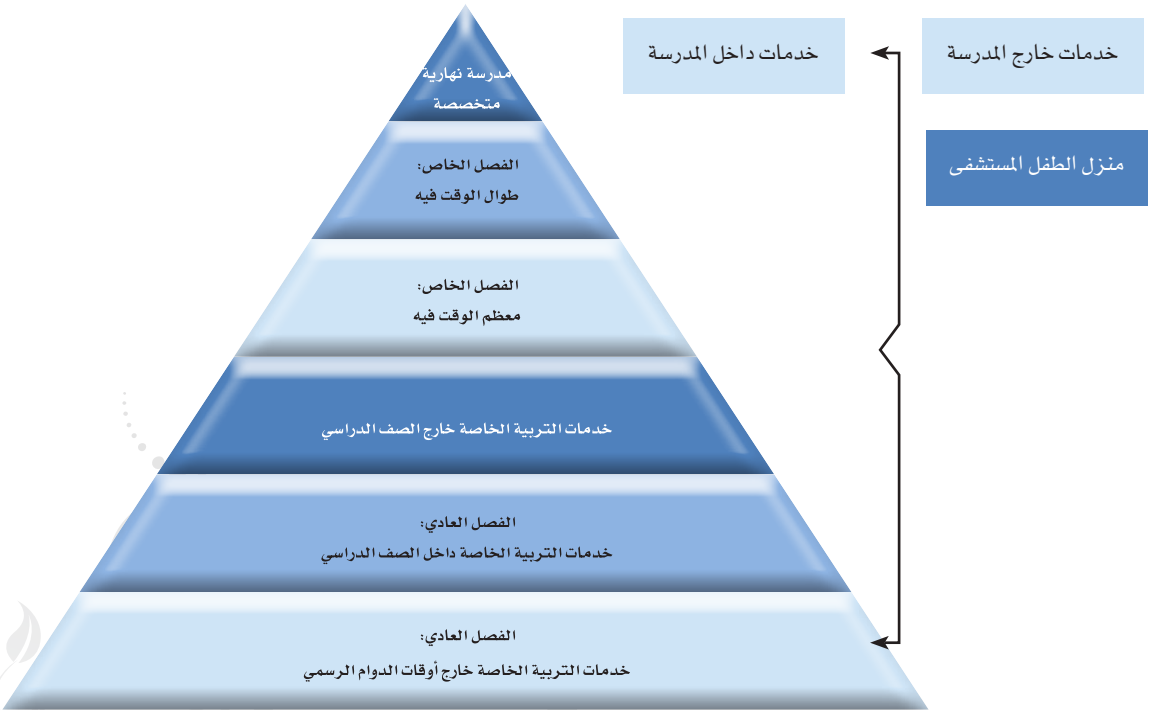 خدمات خارج المدرسة
خدمات داخل المدرسة
منزل الطفل المستشفى
مدرسة نهارية
متخصصة
الفصل الخاص:
طوال الوقت فيه
الفصل الخاص:
معظم الوقت فيه
خدمات التربية الخاصة خارج الصف الدراسي
الفصل العادي:
خدمات التربية الخاصة داخل الصف الدراسي
الفصل العادي:
خدمات التربية الخاصة خارج أوقات الدوام الرسمي